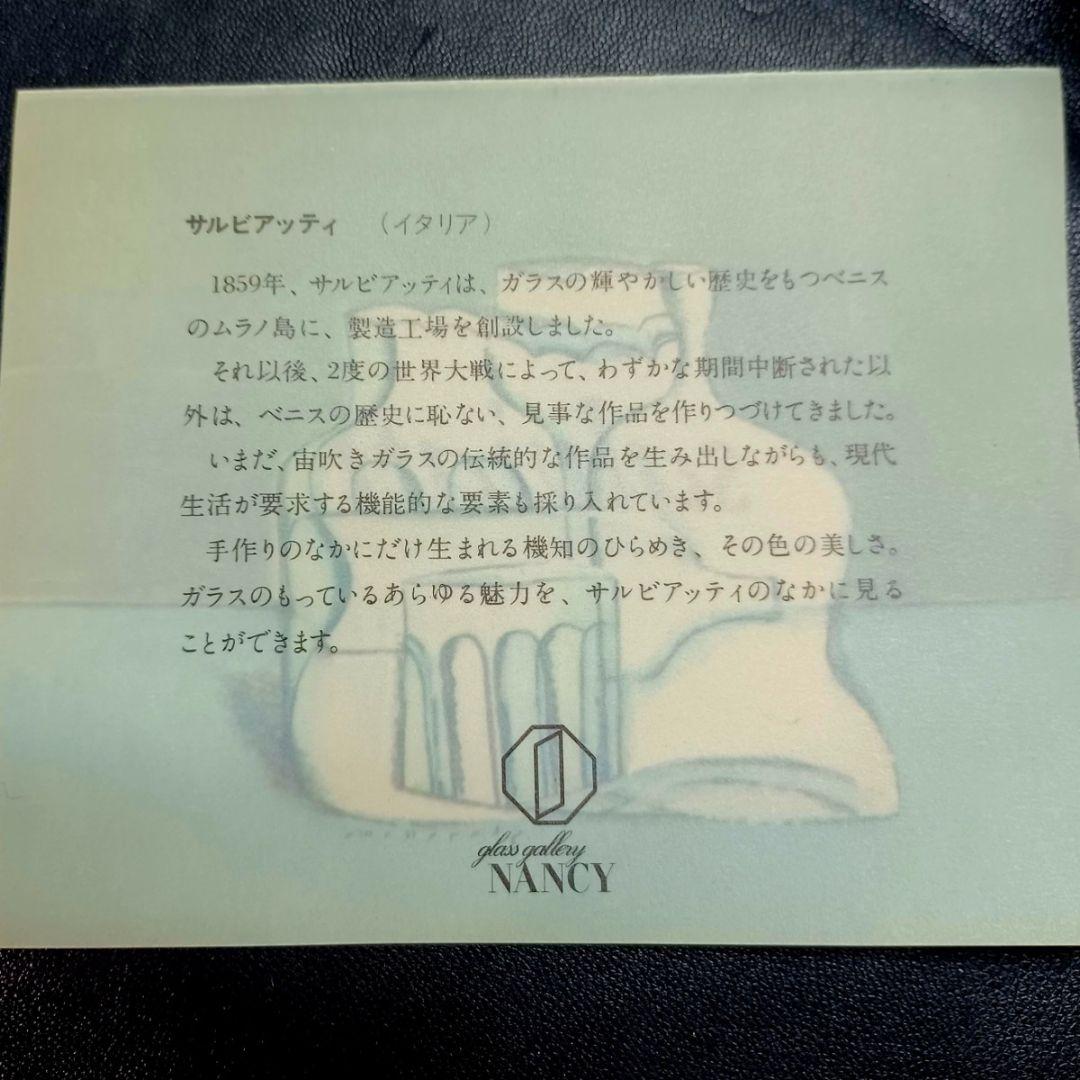 サルビアッティ （イタリア）
1859年、サルビアッティは、ガラスの輝やかしい歴史をもつベニス
のムラノ島に、製造工場を創設しました。
それ以後、2度の世界大戦によって、わずかな期間中断された以
外は、ベニスの歴史に恥ない、見事な作品を作りつづけてきました。
いまだ、宙吹きガラスの伝統的な作品を生み出しながらも、現代
生活が要求する機能的な要素も採り入れています。
手作りのなかにだけ生まれる機知のひらめき、その色の美しさ。
ガラスのもっているあらゆる魅力を、サルビアッティのなかに見る
ことができます。
glass gallery
NANCY